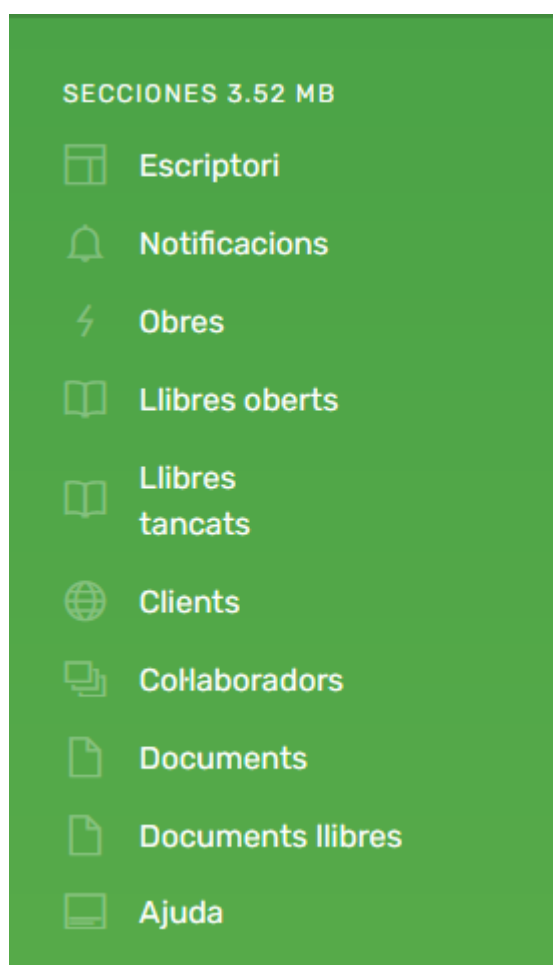 SECCIONES 3.52 MB
Escriptori
Notificacions
Obres
Llibres oberts
Llibres
tancats
Clients
Col·laboradors
Documents
Documents llibres
Ajuda